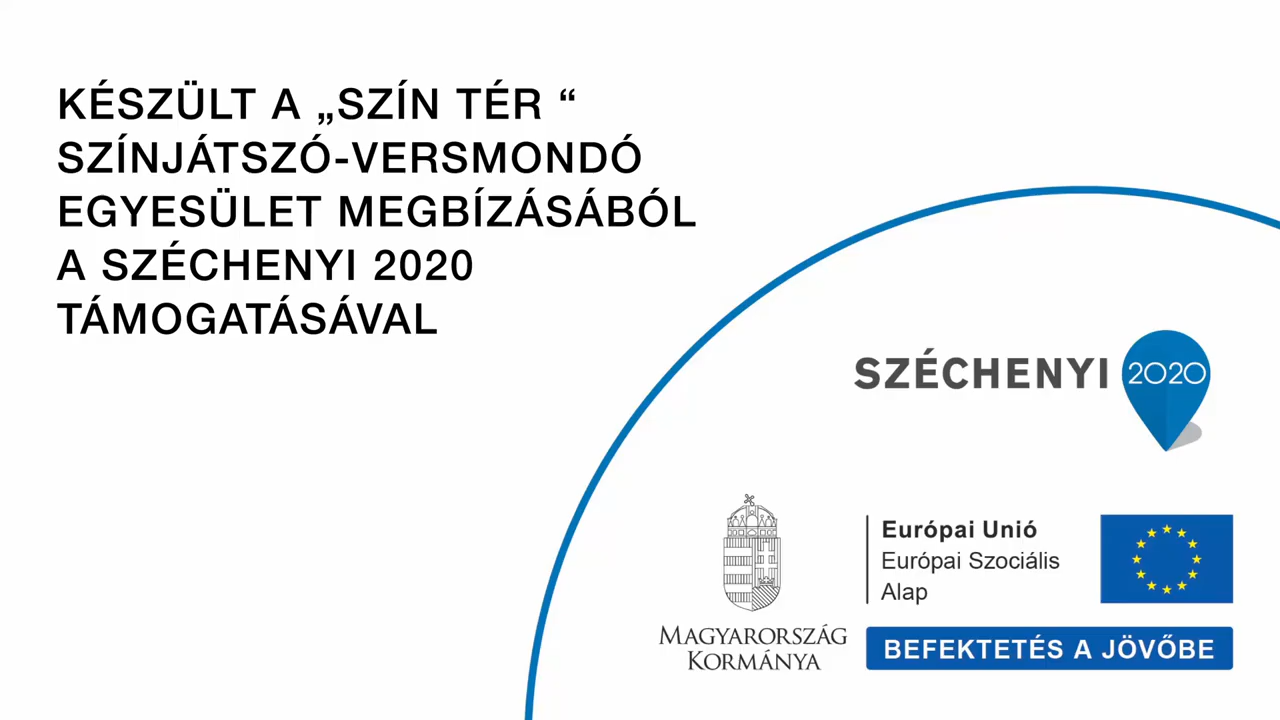 KÉSZÜLT A „SZÍN TÉR “
SZÍNJÁTSZÓ-VERSMONDÓ
EGYESÜLET MEGBÍZÁSÁBÓL
A SZÉCHENYI 2020
TÁMOGATÁSÁVAL
SZÉCHENYI 2020
MAGYARORSZÁG
KORMÁNYA
Európai Unió
Európai Szociális
Alap
BEFEKTETÉS A JÖVŐBE